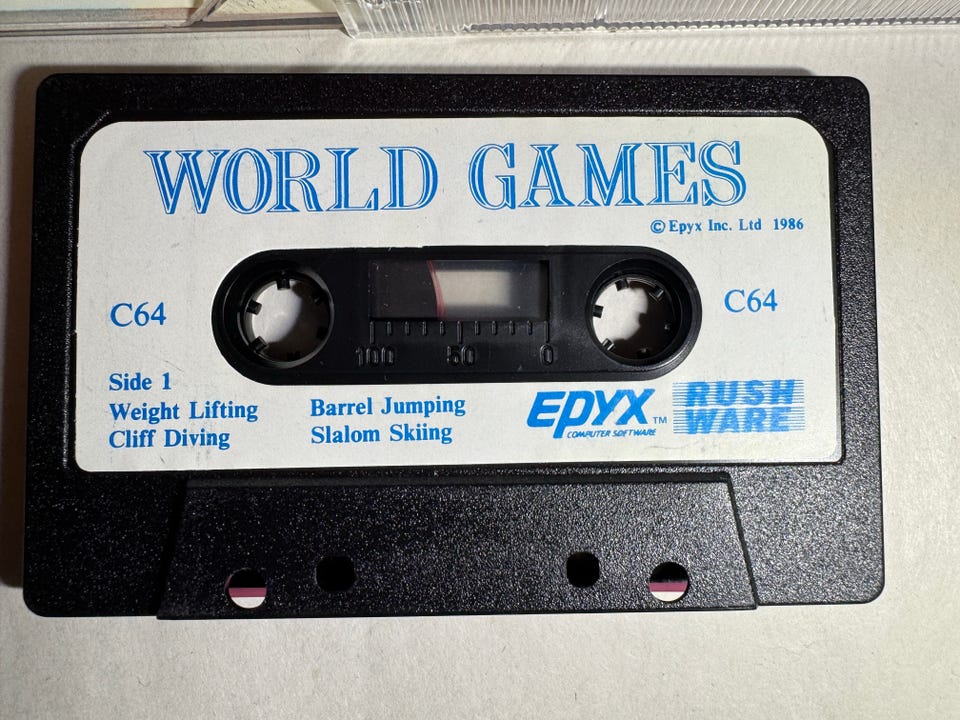 WORLD GAMES
© Epyx Inc. Ltd 1986
C64
C64
100 50 0
Side 1
Weight Lifting
Cliff Diving
Barrel Jumping
Slalom Skiing
EPYX™
COMPUTER SOFTWARE
RUSH
WARE